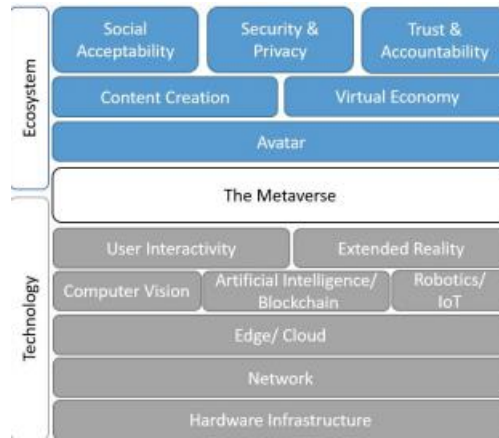 Ecosystem
Social
Acceptability
Security &
Privacy
Trust &
Accountability
Content Creation
Virtual Economy
Avatar
The Metaverse
Technology
User Interactivity
Extended Reality
Computer Vision
Artificial Intelligence/
Blockchain
Robotics/
IoT
Edge/ Cloud
Network
Hardware Infrastructure